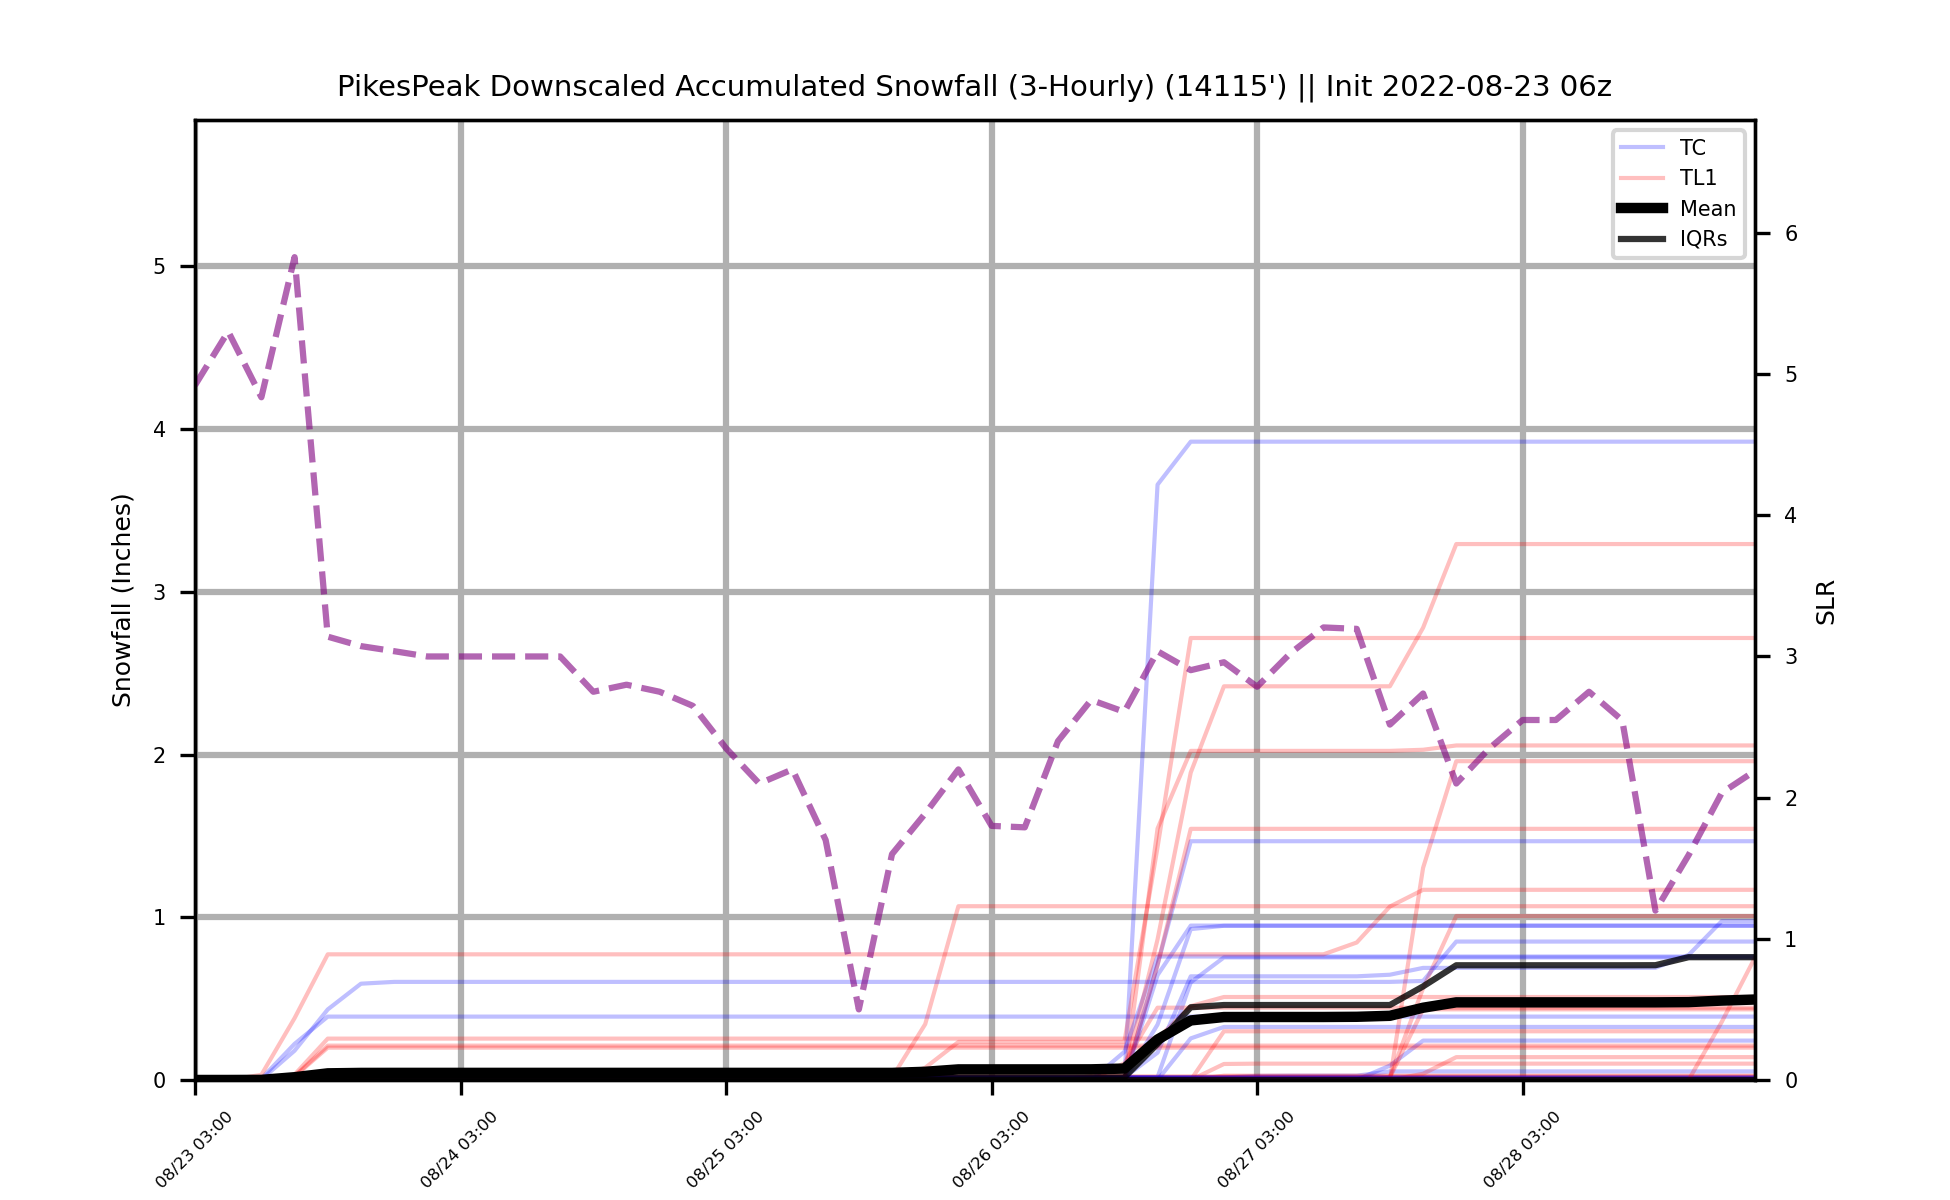 PikesPeak Downscaled Accumulated Snowfall (3-Hourly) (14115') || Init 2022-08-23 06z
TC
TL1
Mean
IQRs
Snowfall (Inches)
5
4
3
2
1
0
SLR
6
5
4
3
2
1
0
08/23 03:00
08/24 03:00
08/25 03:00
08/26 03:00
08/27 03:00
08/28 03:00